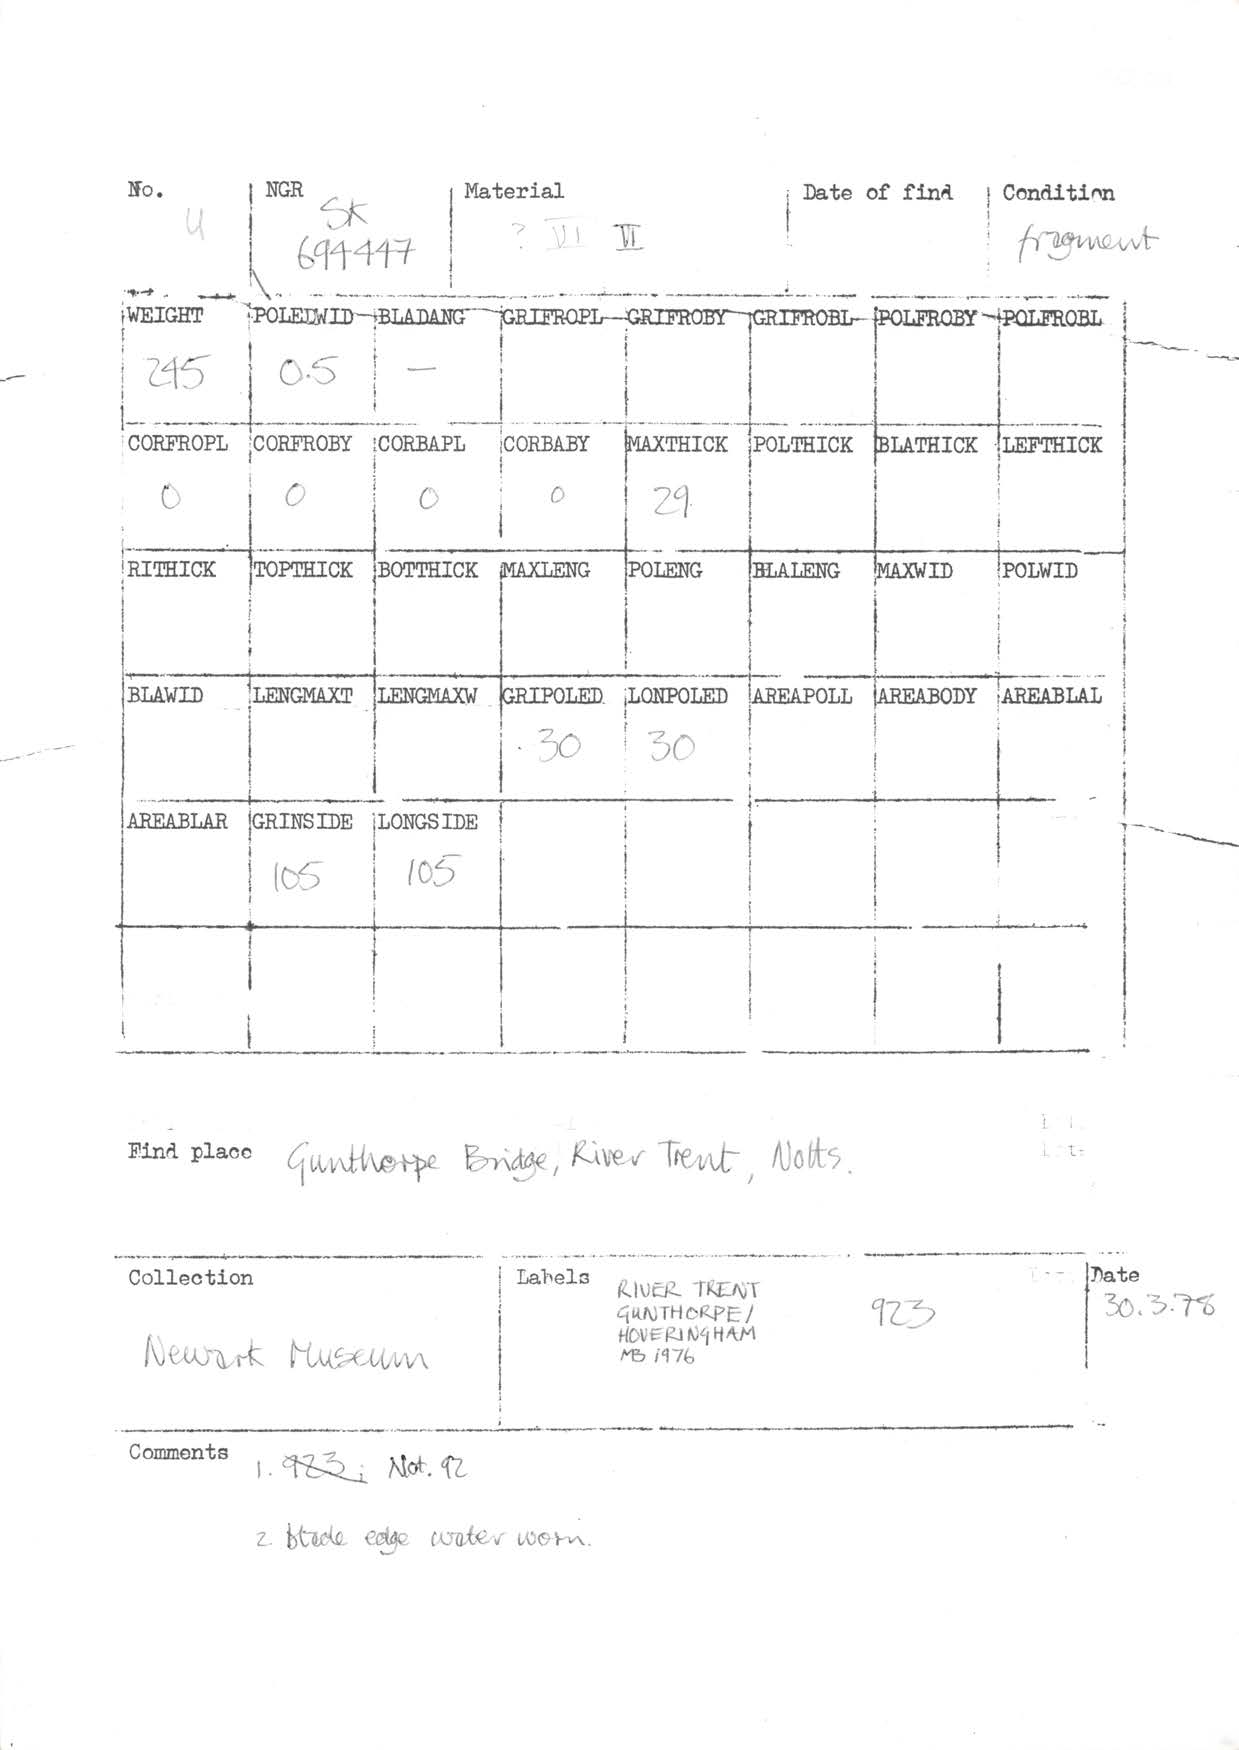 No. NGR Material Date of find Condition
SK
694447 ? VI VI fragment
WEIGHT POLEDWID BLADANG GRIFROPL GRIFROBY GRIFROBL POLFROBY POLFROBL
245 0.5 —
CORFROPL CORFROBY CORBAPL CORBABY MAXTHICK POLTHICK BLATHICK LEFTHICK
0 0 0 0 29
RITHICK TOPTHICK BOTTHICK MAXLENG POLENG BLALENG MAXWID POLWID
BLAWID LENGMAXT LENGMAXW GRIPOLED LONPOLED AREAPOLL AREABODY AREABLAL
30 30
AREABLAR GRINSIDE LONGSIDE
105 105
Find place Gunthorpe Bridge, River Trent, Notts.
Collection Labels Date
RIVER TRENT
GUNTHORPE/ 923 30.3.78
HOVERINGHAM
Newark Museum MB 1976
Comments 1. 923; Not. 92
2. Blade edge water worn.